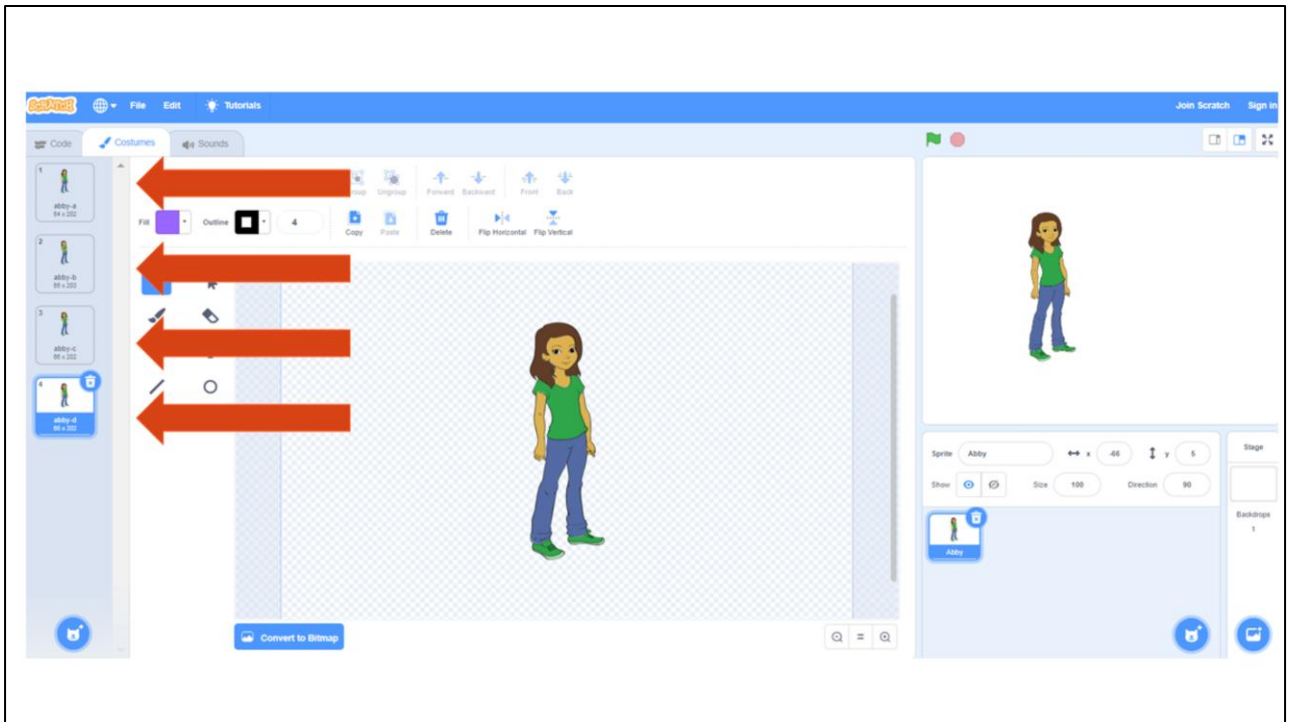 SCRATCH File Edit Tutorials Join Scratch Sign in
Code Costumes Sounds
1
abby-a
64 x 202
2
abby-b
3
abby-c
4
abby-d
Ungroup Forward Backward Front Back
Fill Outline 4 Copy Paste Delete Flip Horizontal Flip Vertical
Convert to Bitmap
Sprite Abby x -66 y 5
Show Size 100 Direction 90
Abby
Stage
Backdrops
1